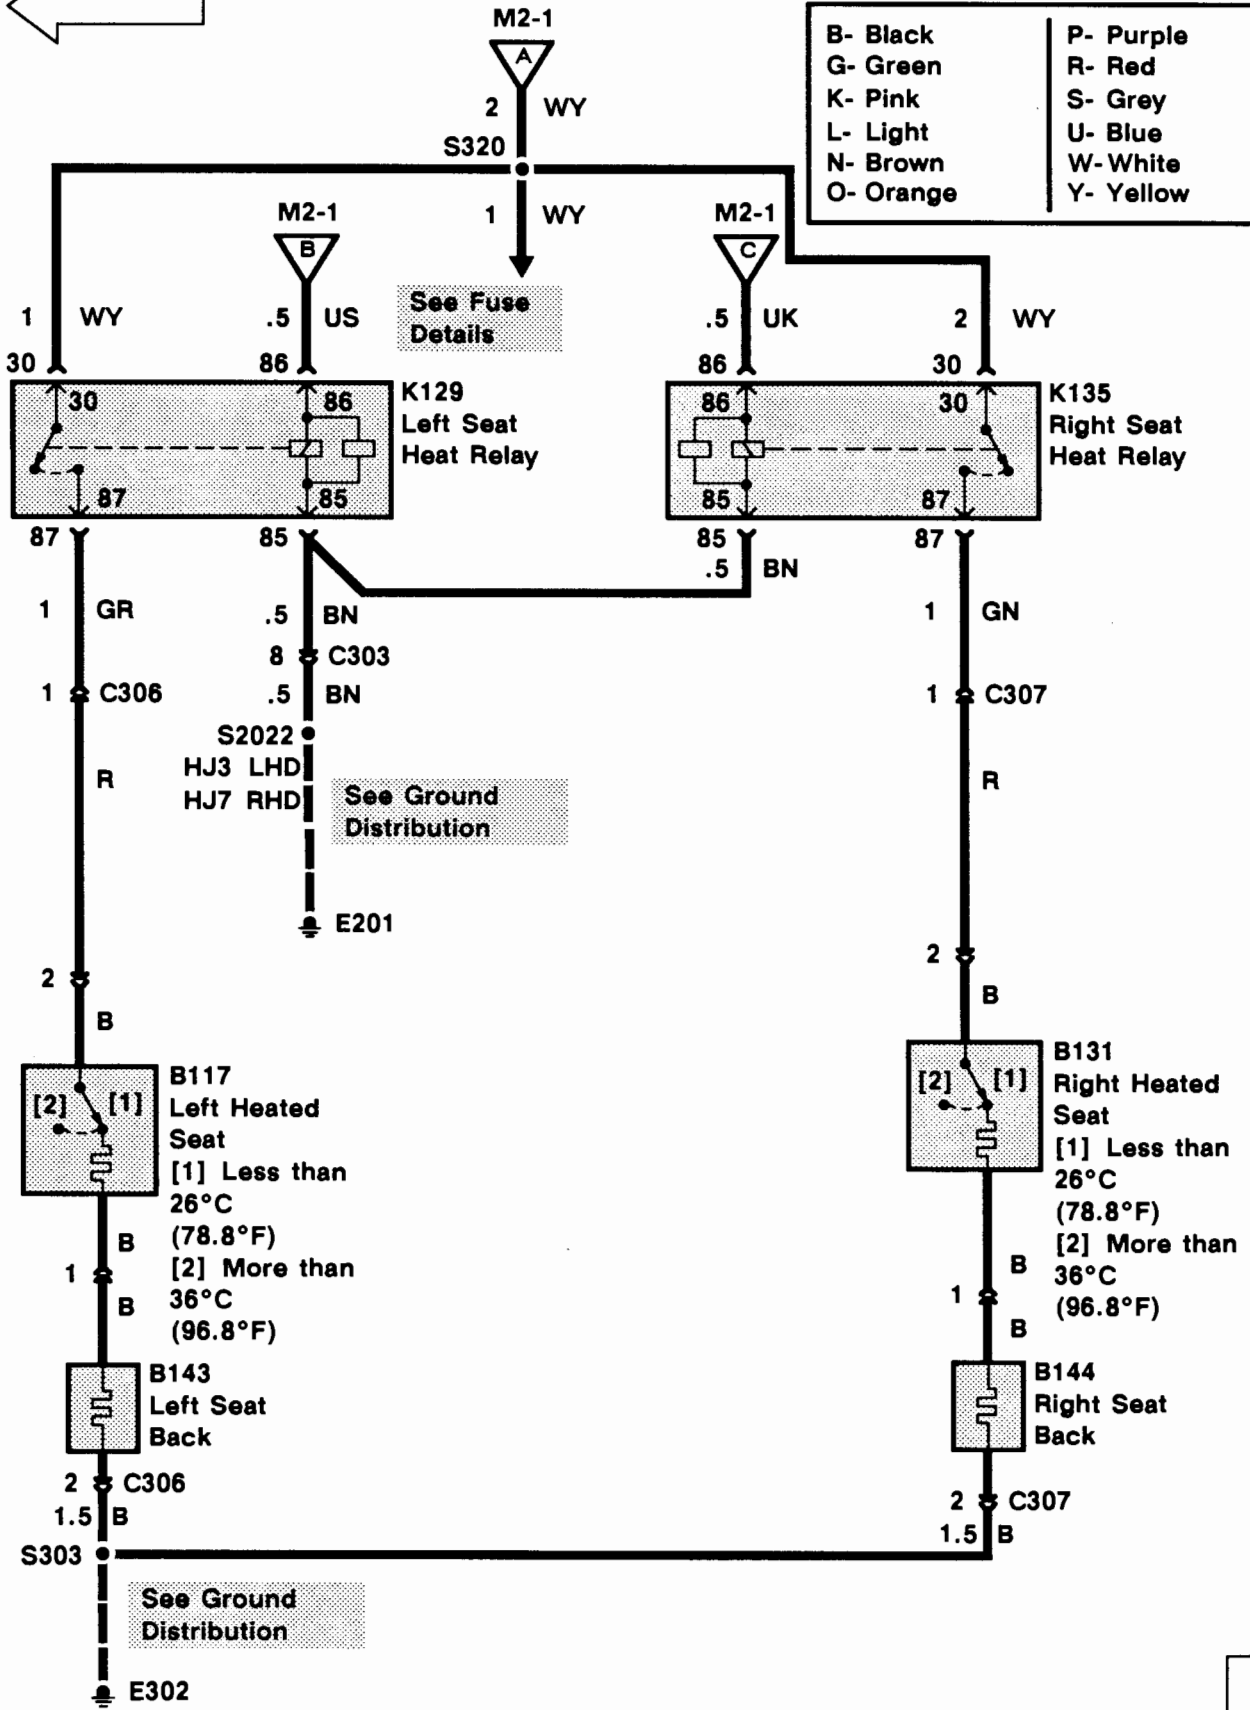 M2-1
A
2 WY
S320
1 WY
B- Black
G- Green
K- Pink
L- Light
N- Brown
O- Orange
P- Purple
R- Red
S- Grey
U- Blue
W- White
Y- Yellow
M2-1
B
M2-1
C
See Fuse
Details
1 WY
.5 US
.5 UK
2 WY
30
86
86
30
30
86
87
85
K129
Left Seat
Heat Relay
86
30
85
87
K135
Right Seat
Heat Relay
87
85
85
87
.5 BN
1 GR
.5 BN
1 GN
8 C303
1 C306
.5 BN
1 C307
S2022
HJ3 LHD
HJ7 RHD
R
R
See Ground
Distribution
E201
2
B
2
B
[2] [1]
B117
Left Heated
Seat
[1] Less than
26°C
(78.8°F)
[2] More than
36°C
(96.8°F)
[2] [1]
B131
Right Heated
Seat
[1] Less than
26°C
(78.8°F)
[2] More than
36°C
(96.8°F)
B
1
B
B
1
B
B143
Left Seat
Back
B144
Right Seat
Back
2 C306
1.5 B
2 C307
1.5 B
S303
See Ground
Distribution
E302